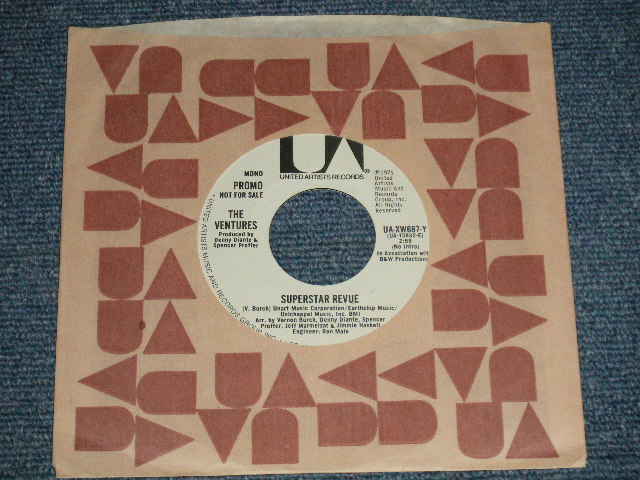 UA
UNITED ARTISTS RECORDS
MONO
PROMO
NOT FOR SALE
THE
VENTURES
Produced by
Denny Diante &
Spencer Proffer
℗ 1975
United
Artists
Music And
Records
Group, Inc.
All Rights
Reserved
UA-XW687-Y
2:59
(No Intro)
In Association wit
B&W Productions
SUPERSTAR REVUE
(V. Burch) Unart Music Corporation/Earthship Music/
Unichappel Music, Inc. BMI
Arr. by Vernon Burch, Denny Diante, Spencer
Proffer, Jeff Marmelzat & Jimmie Haskell
Engineer: Ron Malo
UNITED ARTISTS MUSIC AND RECORDS GROUP, INC.